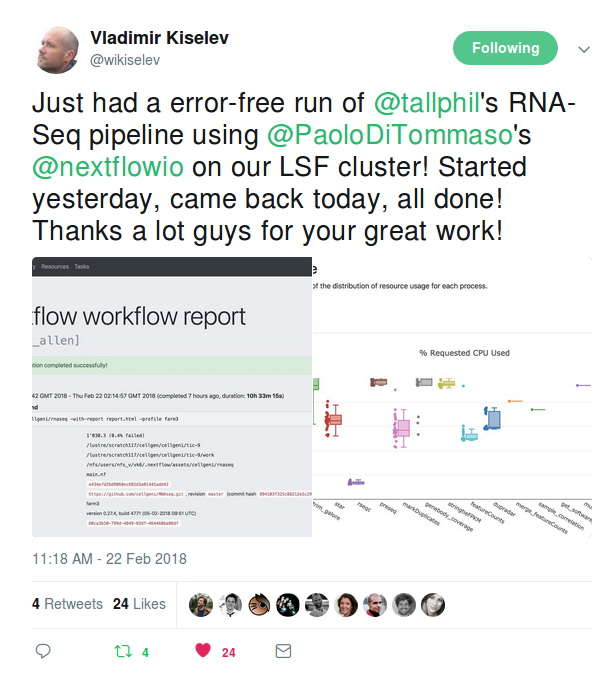 Vladimir Kiselev
@wikiselev
Following
Just had a error-free run of @tallphil's RNA-
Seq pipeline using @PaoloDiTommaso's
@nextflowio on our LSF cluster! Started
yesterday, came back today, all done!
Thanks a lot guys for your great work!
y Resources Tasks
flow workflow report
_allen]
tion completed successfully!
42 GMT 2018 - Thu Feb 22 02:14:57 GMT 2018 (completed 7 hours ago, duration: 10h 33m 15s)
nd
llgeni/rnaseq -with-report report.html -profile farm3
1'030.3 (0.4% failed)
/lustre/scratch117/cellgen/cellgeni/tic-9
/lustre/scratch117/cellgen/cellgeni/tic-9/work
/nfs/users/nfs_v/vk6/.nextflow/assets/cellgeni/rnaseq
main.nf
https://github.com/cellgeni/RNAseq.git, revision master (commit hash
farm3
version 0.27.4, build 4771 (05-02-2018 09:51 UTC)
e
of the distribution of resource usage for each process.
% Requested CPU Used
trim_galore
star
rseqc
preseq
markDuplicates
genebody_coverage
stringtieFPKM
featureCounts
dupradar
merge_featureCounts
sample_correlation
get_software
mu
11:18 AM - 22 Feb 2018
4 Retweets 24 Likes
4
24